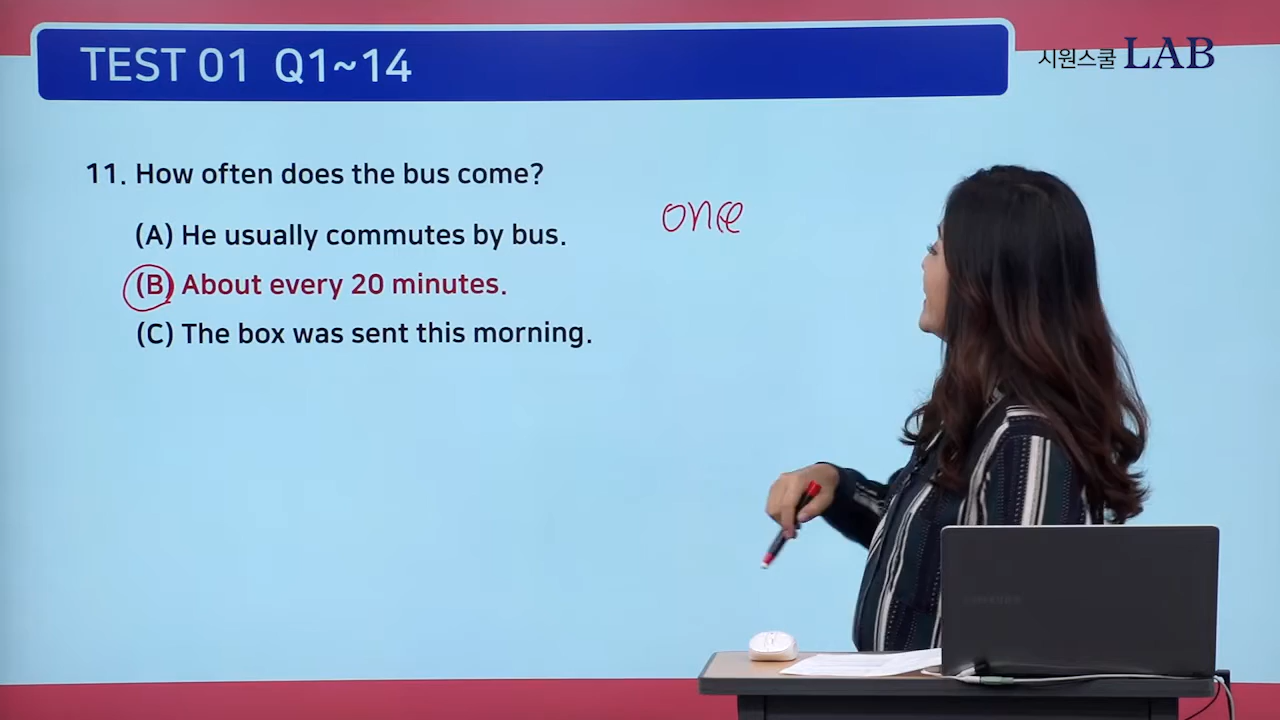 TEST 01 Q1~14
시원스쿨 LAB
11. How often does the bus come?
(A) He usually commutes by bus.
once
(B) About every 20 minutes.
(C) The box was sent this morning.